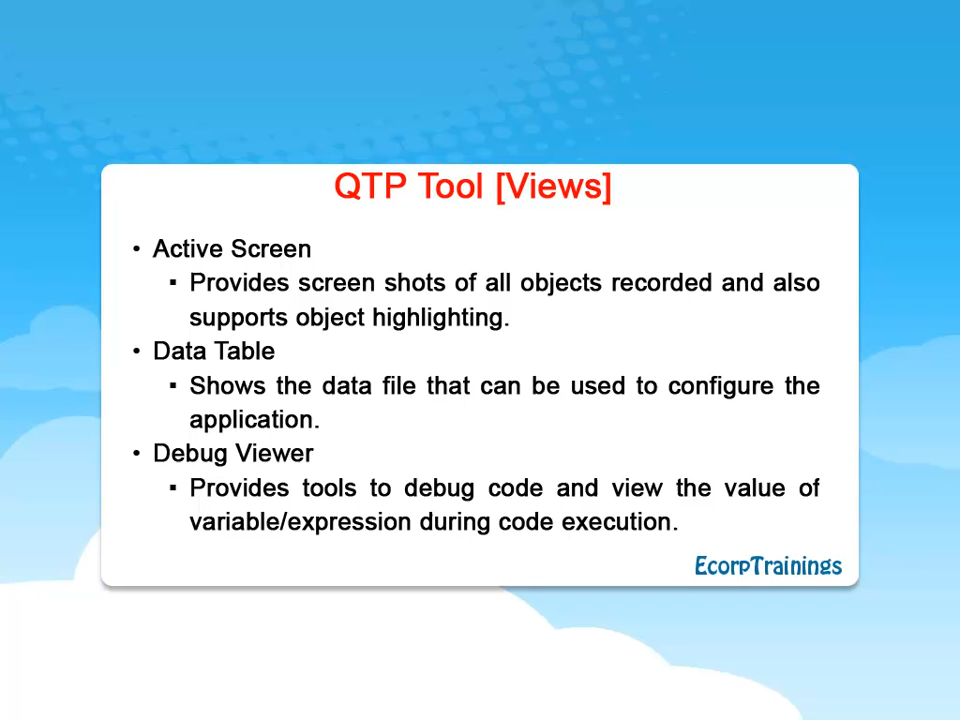 QTP Tool [Views]
• Active Screen
▪ Provides screen shots of all objects recorded and also
supports object highlighting.
• Data Table
▪ Shows the data file that can be used to configure the
application.
• Debug Viewer
▪ Provides tools to debug code and view the value of
variable/expression during code execution.
EcorpTrainings